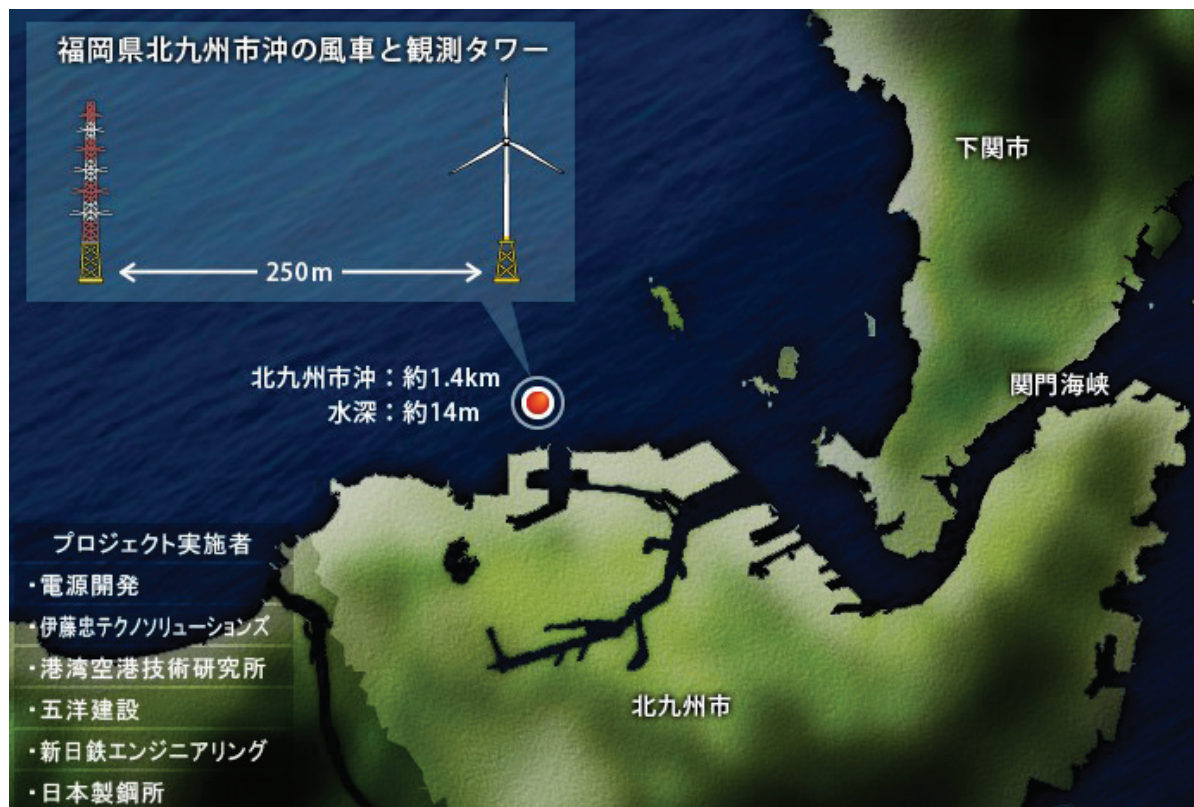 福岡県北九州市沖の風車と観測タワー
250m
下関市
北九州市沖：約1.4km
水深：約14m
関門海峡
プロジェクト実施者
・電源開発
・伊藤忠テクノソリューションズ
・港湾空港技術研究所
・五洋建設
・新日鉄エンジニアリング
・日本製鋼所
北九州市